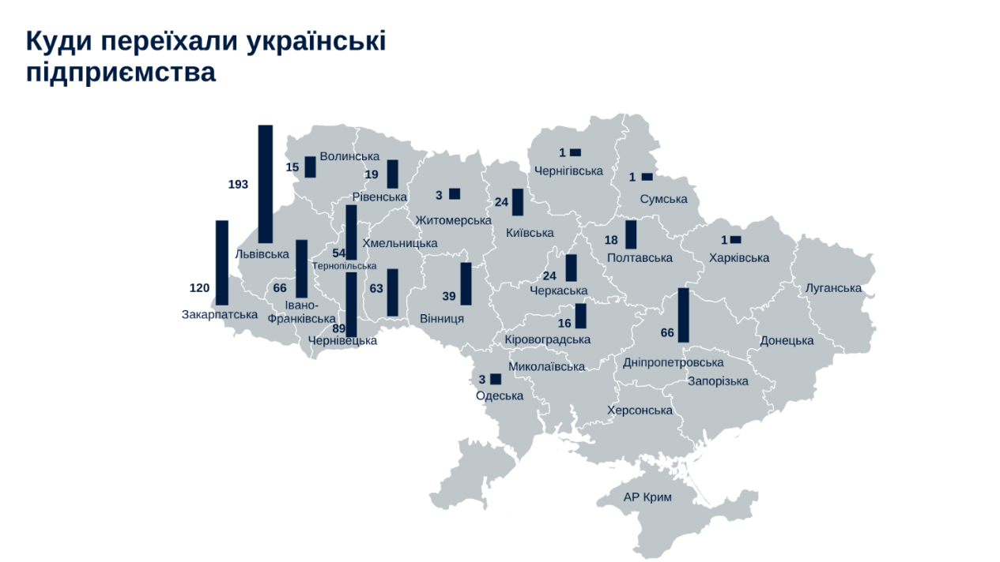 Куди переїхали українські
підприємства
193
15
Волинська
19
Рівенська
3
Житомерська
24
Київська
1
Чернігівська
1
Сумська
Львівська
54
Тернопільська
Хмельницька
63
39
Вінниця
24
Черкаська
18
Полтавська
1
Харківська
Луганська
120
Закарпатська
66
Івано-
Франківська
89
Чернівецька
16
Кіровоградська
66
Дніпропетровська
Донецька
Миколаївська
Запорізька
3
Одеська
Херсонська
АР Крим